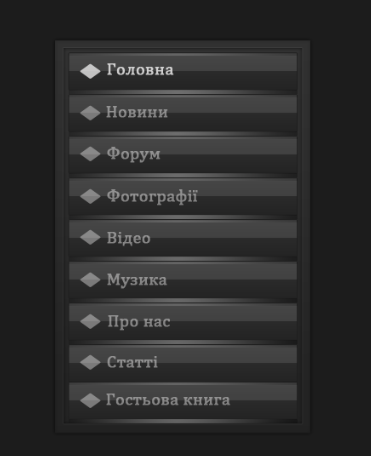 Головна
Новини
Форум
Фотографії
Відео
Музика
Про нас
Статті
Гостьова книга